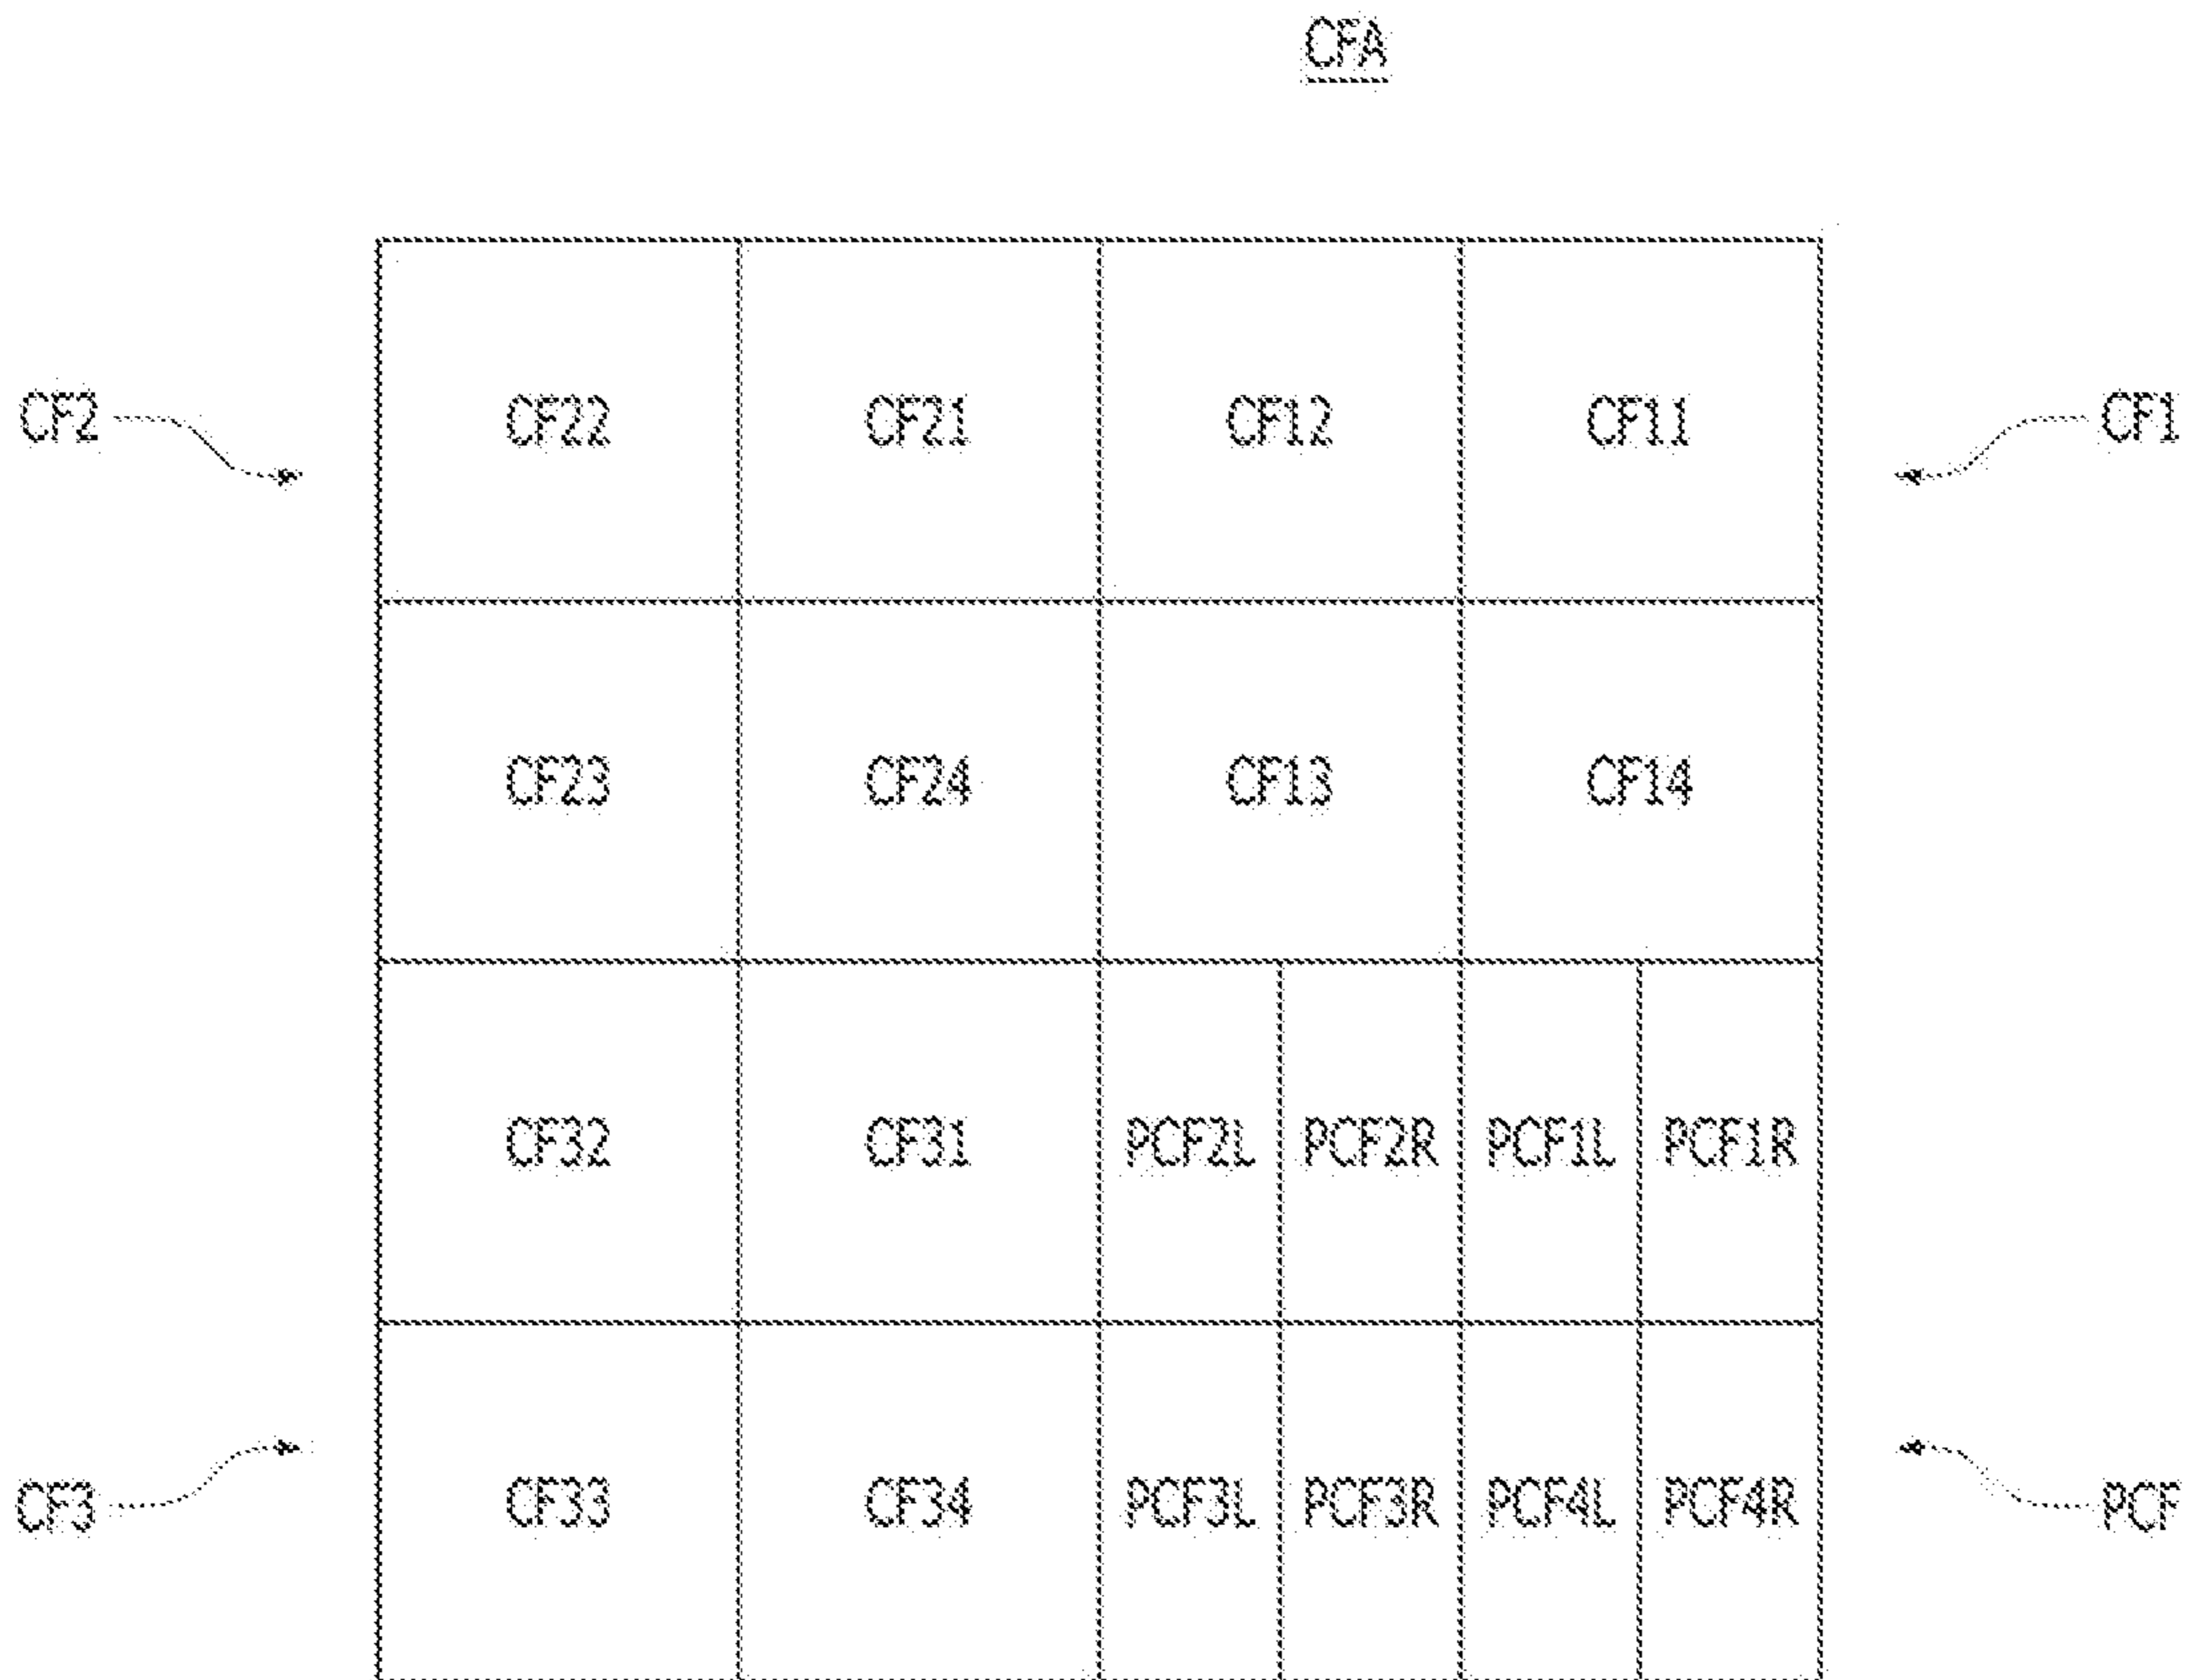 CFA
CF2 CF22 CF21 CF12 CF11 CF1
CF23 CF24 CF13 CF14
CF32 CF31 PCF2L PCF2R PCF1L PCF1R
CF3 CF33 CF34 PCF3L PCF3R PCF4L PCF4R PCF